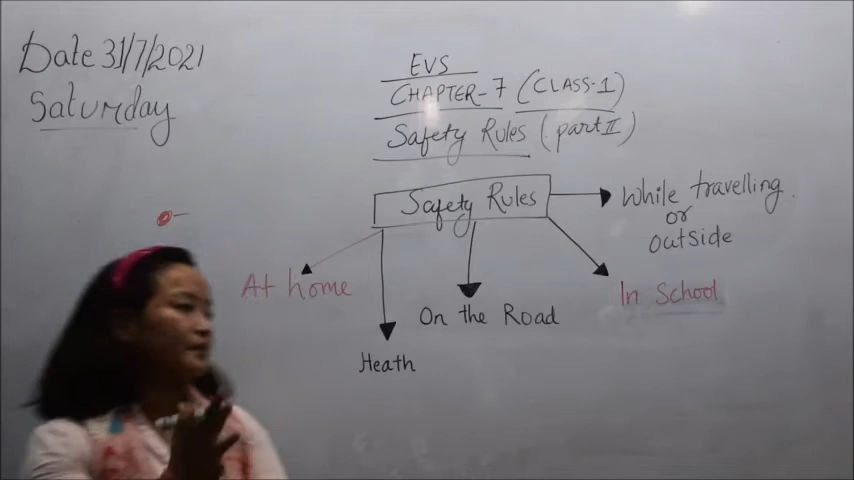 Date 31/7/2021
Saturday
EVS
CHAPTER-7 (CLASS-1)
Safety Rules (part II)
Safety Rules
While travelling
or
outside
At home
In School
On the Road
Heath